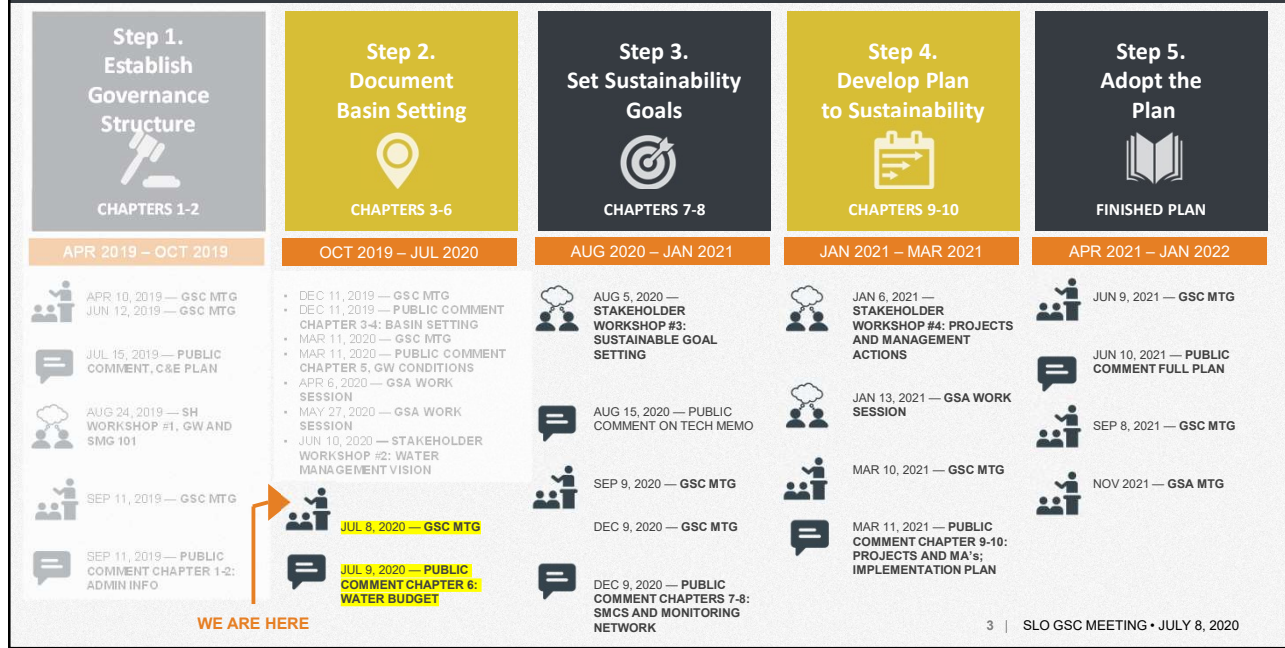 Step 1.
Establish
Governance
Structure
CHAPTERS 1-2
APR 2019 – OCT 2019
APR 10, 2019 — GSC MTG
JUN 12, 2019 — GSC MTG
JUL 15, 2019 — PUBLIC
COMMENT, C&E PLAN
AUG 24, 2019 — SH
WORKSHOP #1, GW AND
SMG 101
SEP 11, 2019 — GSC MTG
SEP 11, 2019 — PUBLIC
COMMENT CHAPTER 1-2:
ADMIN INFO
Step 2.
Document
Basin Setting
CHAPTERS 3-6
OCT 2019 – JUL 2020
• DEC 11, 2019 — GSC MTG
• DEC 11, 2019 — PUBLIC COMMENT
CHAPTER 3-4: BASIN SETTING
• MAR 11, 2020 — GSC MTG
• MAR 11, 2020 — PUBLIC COMMENT
CHAPTER 5, GW CONDITIONS
• APR 6, 2020 — GSA WORK
SESSION
• MAY 27, 2020 — GSA WORK
SESSION
• JUN 10, 2020 — STAKEHOLDER
WORKSHOP #2: WATER
MANAGEMENT VISION
JUL 8, 2020 — GSC MTG
JUL 9, 2020 — PUBLIC
COMMENT CHAPTER 6:
WATER BUDGET
WE ARE HERE
Step 3.
Set Sustainability
Goals
CHAPTERS 7-8
AUG 2020 – JAN 2021
AUG 5, 2020 —
STAKEHOLDER
WORKSHOP #3:
SUSTAINABLE GOAL
SETTING
AUG 15, 2020 — PUBLIC
COMMENT ON TECH MEMO
SEP 9, 2020 — GSC MTG
DEC 9, 2020 — GSC MTG
DEC 9, 2020 — PUBLIC
COMMENT CHAPTERS 7-8:
SMCS AND MONITORING
NETWORK
Step 4.
Develop Plan
to Sustainability
CHAPTERS 9-10
JAN 2021 – MAR 2021
JAN 6, 2021 —
STAKEHOLDER
WORKSHOP #4: PROJECTS
AND MANAGEMENT
ACTIONS
JAN 13, 2021 — GSA WORK
SESSION
MAR 10, 2021 — GSC MTG
MAR 11, 2021 — PUBLIC
COMMENT CHAPTER 9-10:
PROJECTS AND MA's;
IMPLEMENTATION PLAN
Step 5.
Adopt the
Plan
FINISHED PLAN
APR 2021 – JAN 2022
JUN 9, 2021 — GSC MTG
JUN 10, 2021 — PUBLIC
COMMENT FULL PLAN
SEP 8, 2021 — GSC MTG
NOV 2021 — GSA MTG
3 | SLO GSC MEETING • JULY 8, 2020